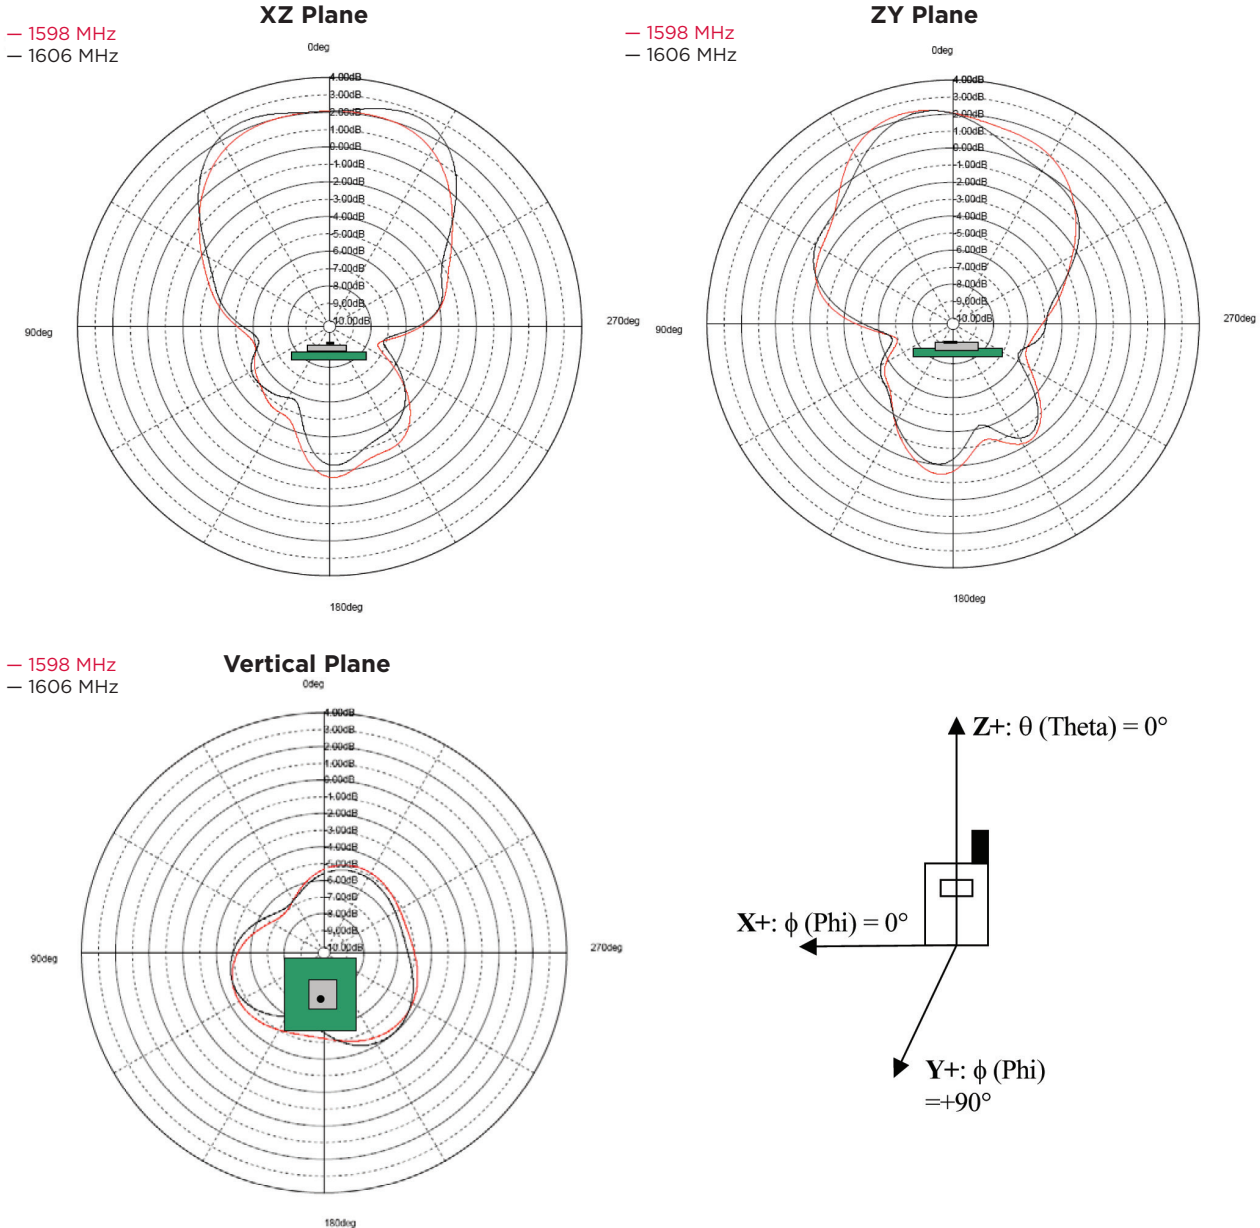 XZ Plane
— 1598 MHz
— 1606 MHz
0deg
4.00dB
3.00dB
2.00dB
1.00dB
0.00dB
-1.00dB
-2.00dB
-3.00dB
-4.00dB
-5.00dB
-6.00dB
-7.00dB
-8.00dB
-9.00dB
-10.00dB
90deg
270deg
180deg
ZY Plane
— 1598 MHz
— 1606 MHz
0deg
4.00dB
3.00dB
2.00dB
1.00dB
0.00dB
-1.00dB
-2.00dB
-3.00dB
-4.00dB
-5.00dB
-6.00dB
-7.00dB
-8.00dB
-9.00dB
-10.00dB
90deg
270deg
180deg
Vertical Plane
— 1598 MHz
— 1606 MHz
0deg
4.00dB
3.00dB
2.00dB
1.00dB
0.00dB
-1.00dB
-2.00dB
-3.00dB
-4.00dB
-5.00dB
-6.00dB
-7.00dB
-8.00dB
-9.00dB
-10.00dB
90deg
270deg
180deg
Z+: θ (Theta) = 0°
X+: ϕ (Phi) = 0°
Y+: ϕ (Phi)
=+90°